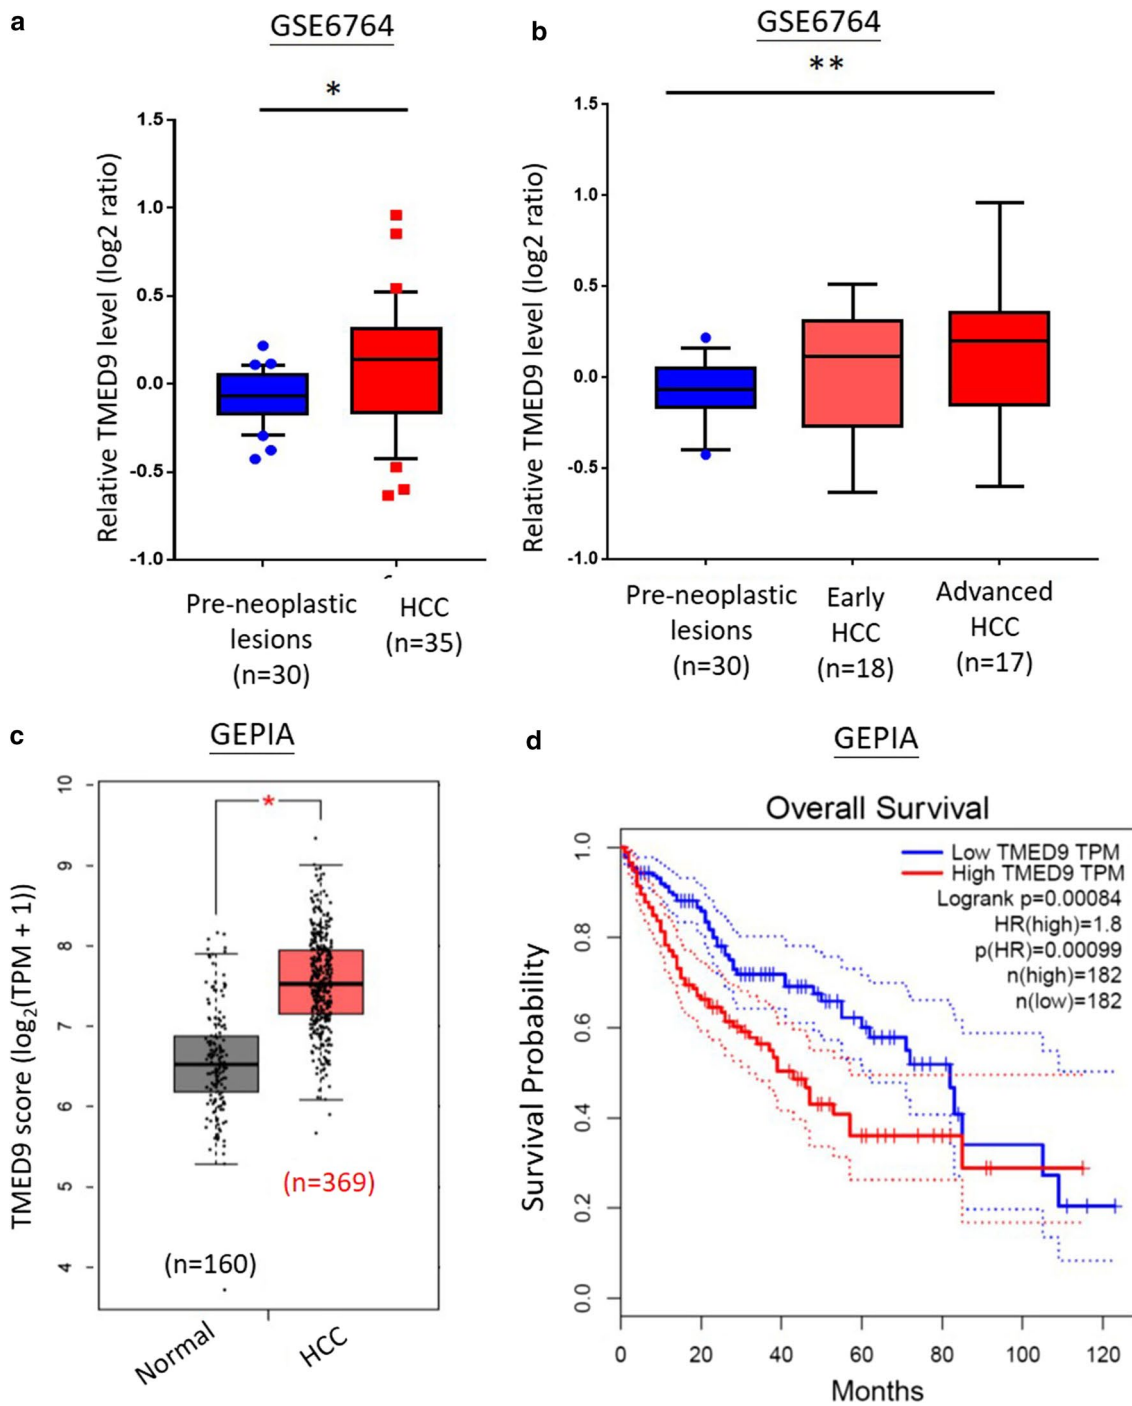 a
GSE6764
*
Relative TMED9 level (log2 ratio)
1.5
1.0
0.5
0.0
-0.5
-1.0
Pre-neoplastic
lesions
(n=30)
HCC
(n=35)
b
GSE6764
**
Relative TMED9 level (log2 ratio)
1.5
1.0
0.5
0.0
-0.5
-1.0
Pre-neoplastic
lesions
(n=30)
Early
HCC
(n=18)
Advanced
HCC
(n=17)
c
GEPIA
*
TMED9 score (log₂(TPM + 1))
10
9
8
7
6
5
4
(n=369)
(n=160)
Normal
HCC
d
GEPIA
Overall Survival
Low TMED9 TPM
High TMED9 TPM
Logrank p=0.00084
HR(high)=1.8
p(HR)=0.00099
n(high)=182
n(low)=182
Survival Probability
1.0
0.8
0.6
0.4
0.2
0.0
0 20 40 60 80 100 120
Months